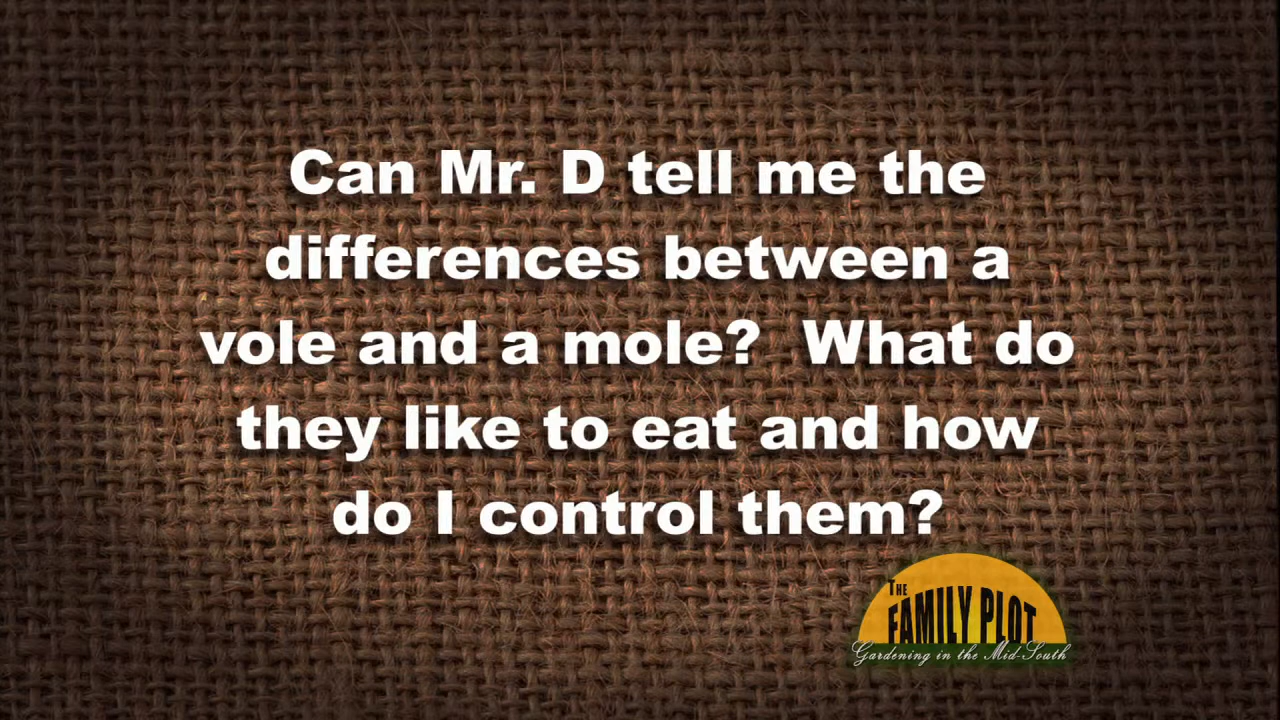 Can Mr. D tell me the
differences between a
vole and a mole?  What do
they like to eat and how
do I control them?
THE
FAMILY PLOT
Gardening in the Mid-South